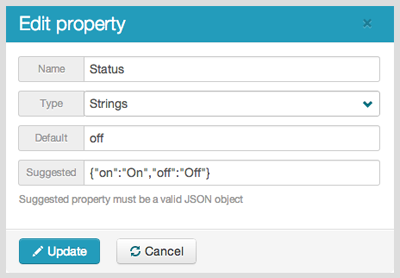 Edit property ×
Name Status
Type Strings
Default off
Suggested {"on":"On","off":"Off"}
Suggested property must be a valid JSON object
Update Cancel